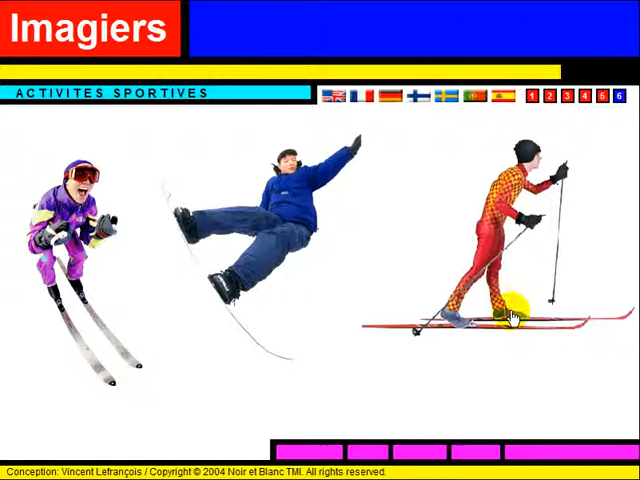 Imagiers
ACTIVITES SPORTIVES
1 2 3 4 5 6
Conception: Vincent Lefrançois / Copyright © 2004 Noir et Blanc TMI. All rights reserved.